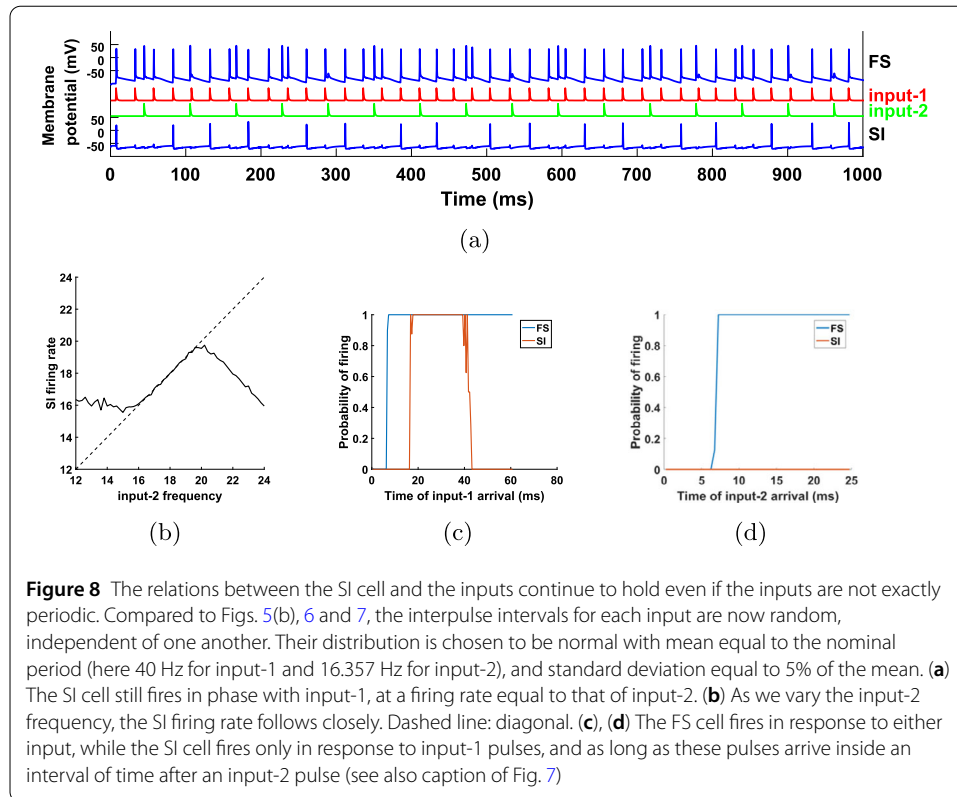 50
0
-50
FS
input-1
input-2
50
0
-50
SI
Membrane
potential (mV)
0 100 200 300 400 500 600 700 800 900 1000
Time (ms)
(a)
24
22
20
18
16
14
12
SI firing rate
12 14 16 18 20 22 24
input-2 frequency
(b)
1
0.8
0.6
0.4
0.2
0
Probability of firing
FS
SI
0 20 40 60 80
Time of input-1 arrival (ms)
(c)
1
0.8
0.6
0.4
0.2
0
Probability of firing
FS
SI
0 5 10 15 20 25
Time of input-2 arrival (ms)
(d)
Figure 8 The relations between the SI cell and the inputs continue to hold even if the inputs are not exactly
periodic. Compared to Figs. 5(b), 6 and 7, the interpulse intervals for each input are now random,
independent of one another. Their distribution is chosen to be normal with mean equal to the nominal
period (here 40 Hz for input-1 and 16.357 Hz for input-2), and standard deviation equal to 5% of the mean. (a)
The SI cell still fires in phase with input-1, at a firing rate equal to that of input-2. (b) As we vary the input-2
frequency, the SI firing rate follows closely. Dashed line: diagonal. (c), (d) The FS cell fires in response to either
input, while the SI cell fires only in response to input-1 pulses, and as long as these pulses arrive inside an
interval of time after an input-2 pulse (see also caption of Fig. 7)